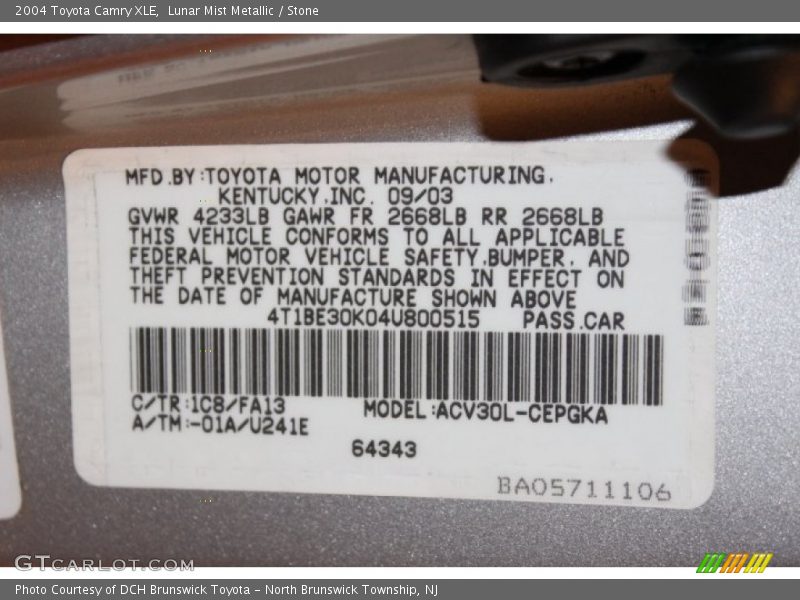 2004 Toyota Camry XLE,  Lunar Mist Metallic / Stone
MFD.BY:TOYOTA MOTOR MANUFACTURING.
KENTUCKY.INC. 09/03
GVWR 4233LB GAWR FR 2668LB RR 2668LB
THIS VEHICLE CONFORMS TO ALL APPLICABLE
FEDERAL MOTOR VEHICLE SAFETY.BUMPER. AND
THEFT PREVENTION STANDARDS IN EFFECT ON
THE DATE OF MANUFACTURE SHOWN ABOVE
4T1BE30K04U800515 PASS.CAR
C/TR:1C8/FA13 MODEL:ACV30L-CEPGKA
A/TM:-01A/U241E
64343
BA05711106
GTCARLOT.COM
Photo Courtesy of DCH Brunswick Toyota - North Brunswick Township, NJ